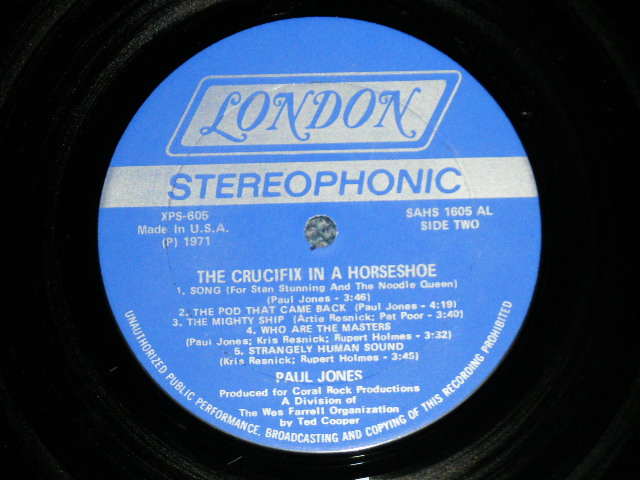 LONDON
STEREOPHONIC
XPS-605
Made In U.S.A.
(P) 1971
SAHS 1605 AL
SIDE TWO
THE CRUCIFIX IN A HORSESHOE
1. SONG (For Stan Stunning And The Noodle Queen)
(Paul Jones - 3:46)
2. THE POD THAT CAME BACK (Paul Jones - 4:19)
3. THE MIGHTY SHIP (Artie Resnick; Pat Poor - 3:40)
4. WHO ARE THE MASTERS
(Paul Jones; Kris Resnick; Rupert Holmes - 3:32)
5. STRANGELY HUMAN SOUND
(Kris Resnick; Rupert Holmes - 3:45)
PAUL JONES
Produced for Coral Rock Productions
A Division of
The Wes Farrell Organization
by Ted Cooper
UNAUTHORIZED PUBLIC PERFORMANCE, BROADCASTING AND COPYING OF THIS RECORDING PROHIBITED